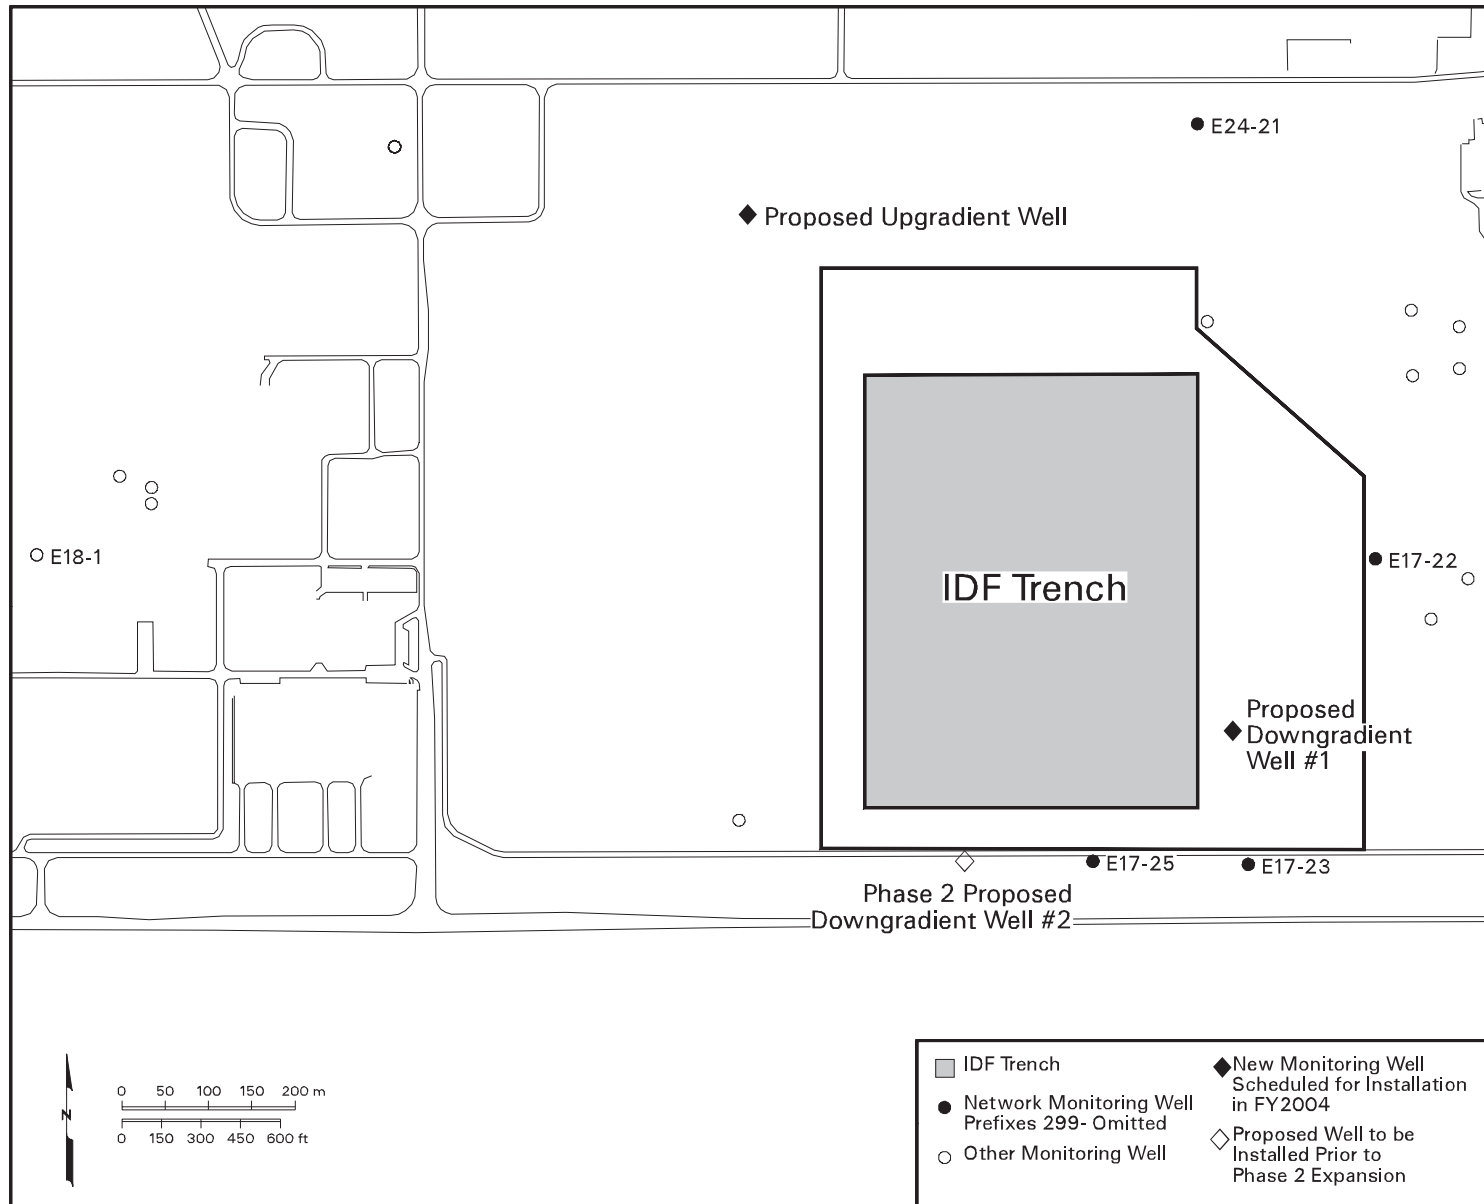 E24-21
Proposed Upgradient Well
E18-1
IDF Trench
E17-22
Proposed
Downgradient
Well #1
E17-25
E17-23
Phase 2 Proposed
Downgradient Well #2
N
0 50 100 150 200 m
0 150 300 450 600 ft
IDF Trench
Network Monitoring Well
Prefixes 299- Omitted
Other Monitoring Well
New Monitoring Well
Scheduled for Installation
in FY2004
Proposed Well to be
Installed Prior to
Phase 2 Expansion